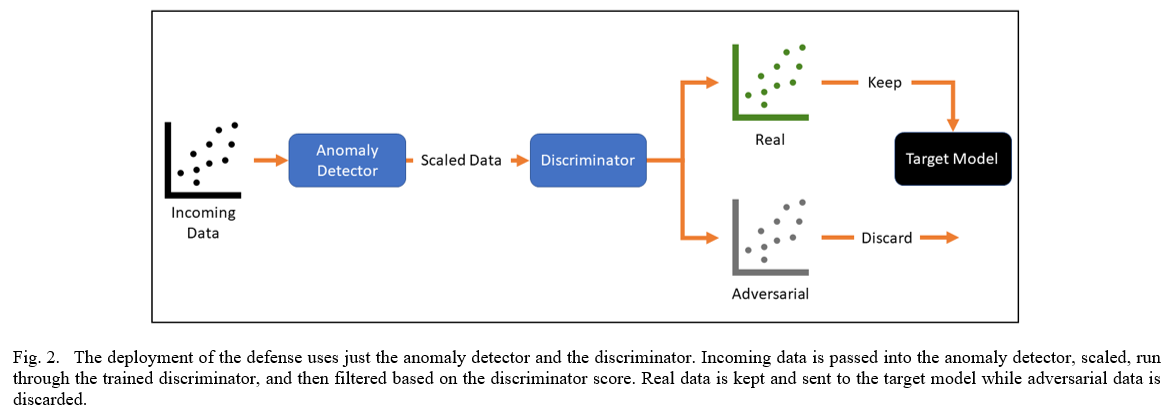 Incoming
Data
Anomaly
Detector
Scaled Data
Discriminator
Real
Keep
Target Model
Adversarial
Discard
Fig. 2. The deployment of the defense uses just the anomaly detector and the discriminator. Incoming data is passed into the anomaly detector, scaled, run
through the trained discriminator, and then filtered based on the discriminator score. Real data is kept and sent to the target model while adversarial data is
discarded.